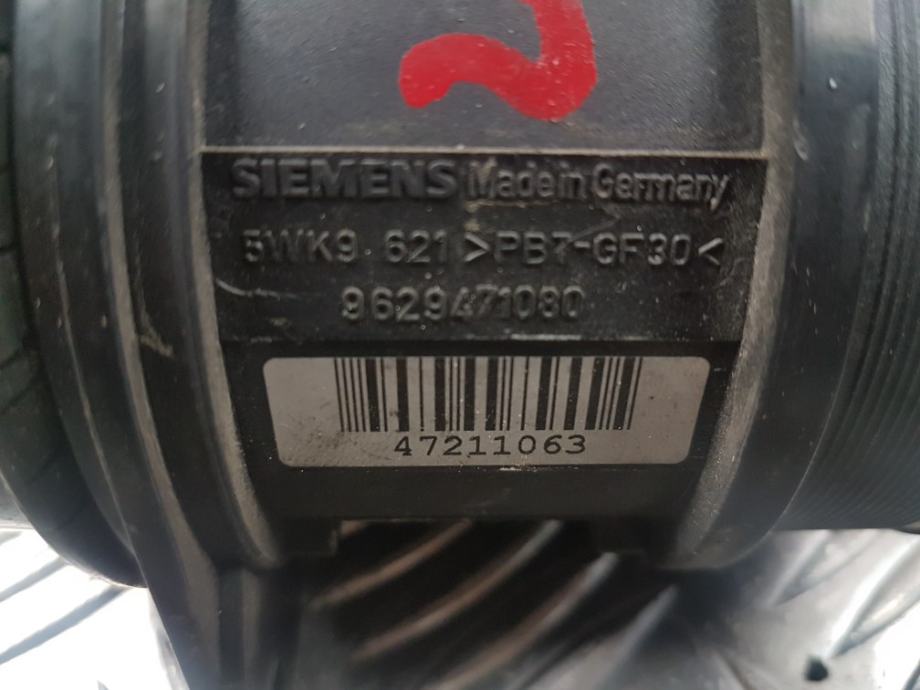 SIEMENS Made in Germany
5WK9 621 >PBT-GF30<
9629471080
47211063